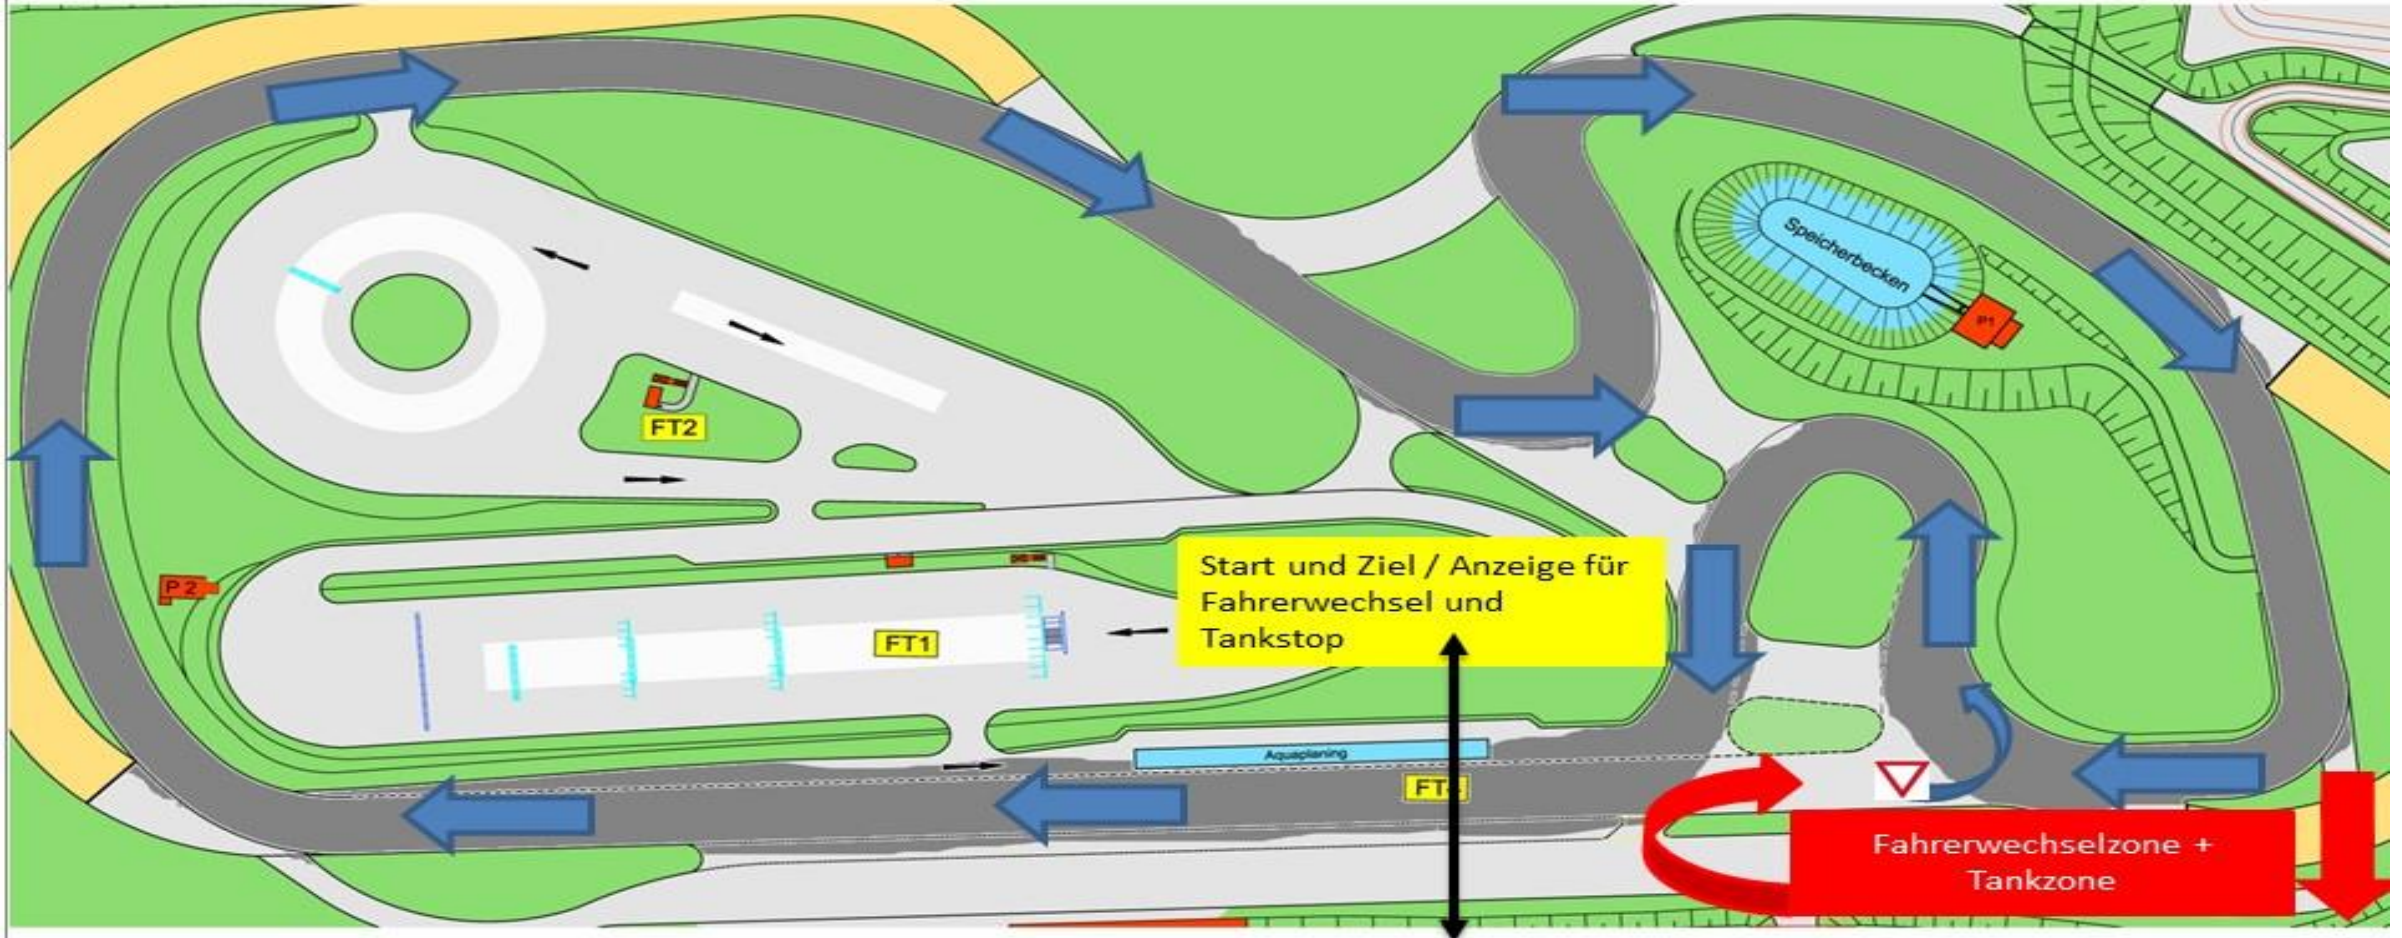 Speicherbecken
P1
FT2
Start und Ziel / Anzeige für
Fahrerwechsel und
Tankstop
P 2
FT1
Aquaplaning
Fahrerwechselzone +
Tankzone